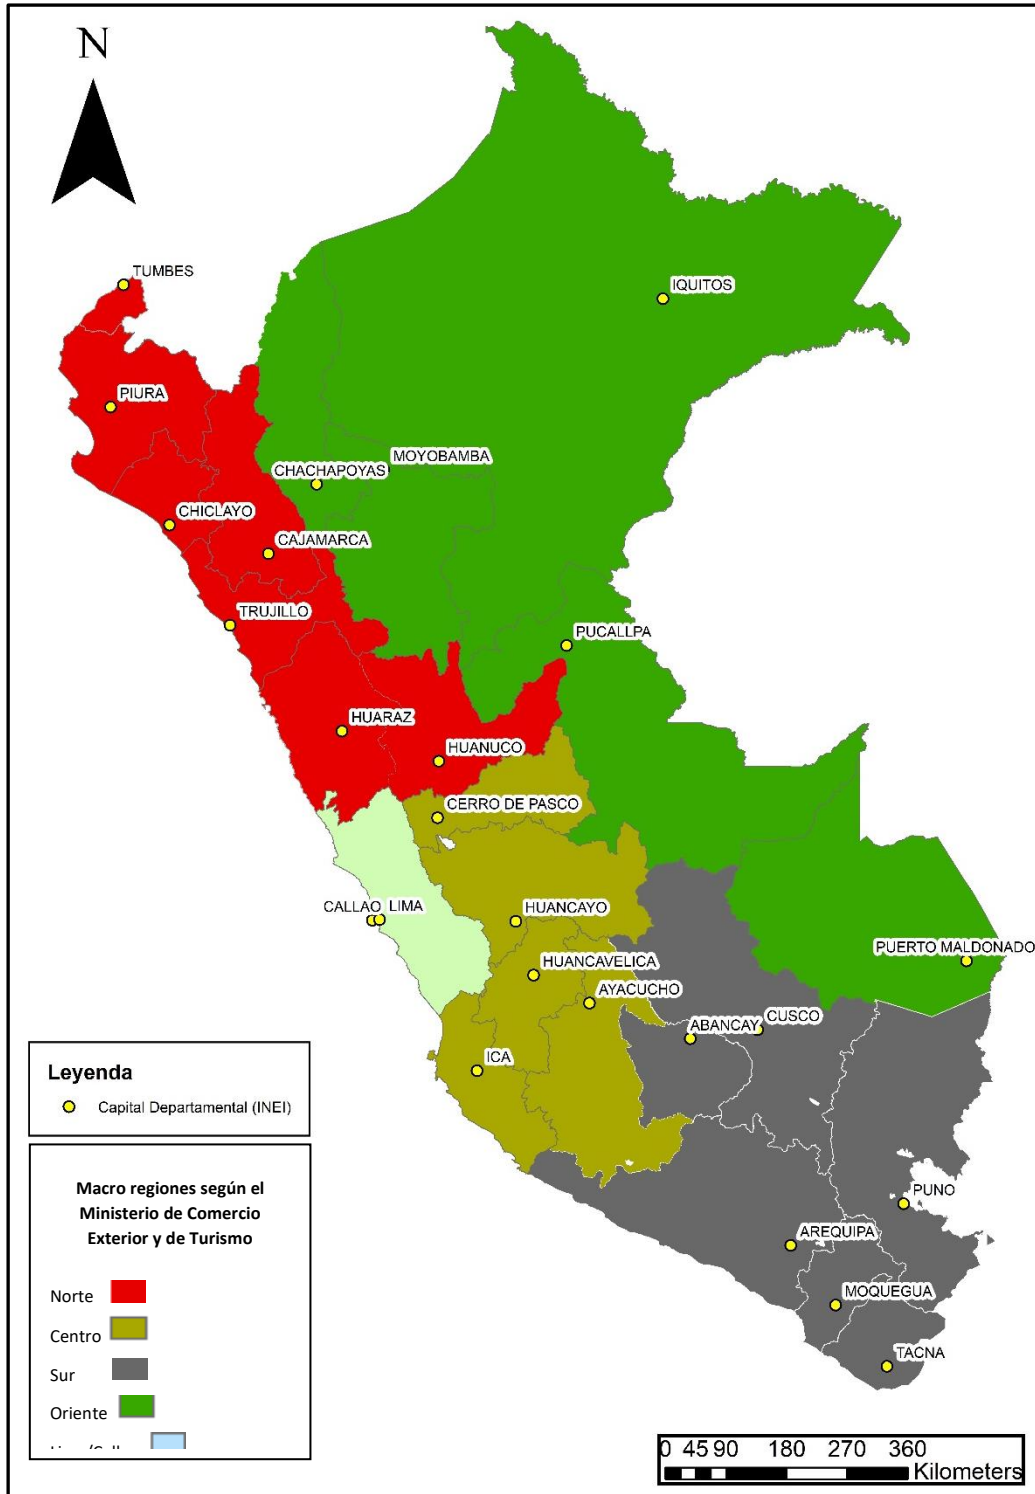 N
TUMBES
IQUITOS
PIURA
MOYOBAMBA
CHACHAPOYAS
CHICLAYO
CAJAMARCA
TRUJILLO
PUCALLPA
HUARAZ
HUANUCO
CERRO DE PASCO
CALLAO LIMA
HUANCAYO
PUERTO MALDONADO
HUANCAVELICA
AYACUCHO
ABANCAY
CUSCO
ICA
PUNO
AREQUIPA
MOQUEGUA
TACNA
Leyenda
Capital Departamental (INEI)
Macro regiones según el
Ministerio de Comercio
Exterior y de Turismo
Norte
Centro
Sur
Oriente
0 45 90 180 270 360
Kilometers